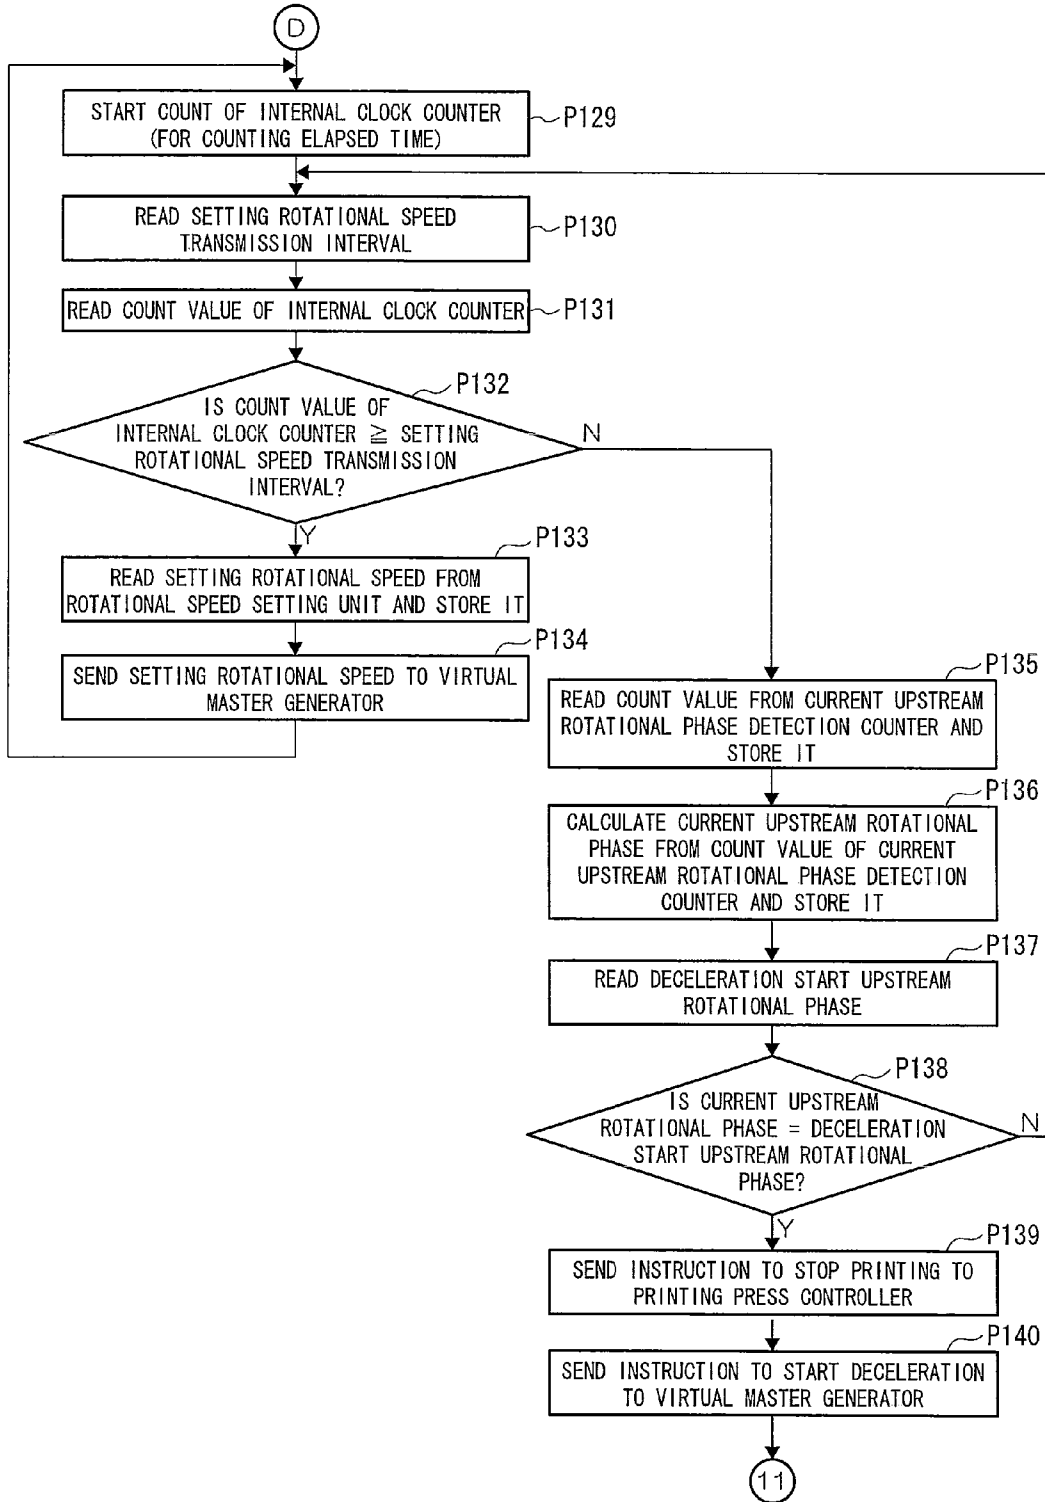 D
START COUNT OF INTERNAL CLOCK COUNTER
(FOR COUNTING ELAPSED TIME)
P129
READ SETTING ROTATIONAL SPEED
TRANSMISSION INTERVAL
P130
READ COUNT VALUE OF INTERNAL CLOCK COUNTER
P131
P132
IS COUNT VALUE OF
INTERNAL CLOCK COUNTER ≧ SETTING
ROTATIONAL SPEED TRANSMISSION
INTERVAL?
N
Y
P133
READ SETTING ROTATIONAL SPEED FROM
ROTATIONAL SPEED SETTING UNIT AND STORE IT
P134
SEND SETTING ROTATIONAL SPEED TO VIRTUAL
MASTER GENERATOR
P135
READ COUNT VALUE FROM CURRENT UPSTREAM
ROTATIONAL PHASE DETECTION COUNTER AND
STORE IT
P136
CALCULATE CURRENT UPSTREAM ROTATIONAL
PHASE FROM COUNT VALUE OF CURRENT
UPSTREAM ROTATIONAL PHASE DETECTION
COUNTER AND STORE IT
P137
READ DECELERATION START UPSTREAM
ROTATIONAL PHASE
P138
IS CURRENT UPSTREAM
ROTATIONAL PHASE = DECELERATION
START UPSTREAM ROTATIONAL
PHASE?
N
Y
P139
SEND INSTRUCTION TO STOP PRINTING TO
PRINTING PRESS CONTROLLER
P140
SEND INSTRUCTION TO START DECELERATION
TO VIRTUAL MASTER GENERATOR
11